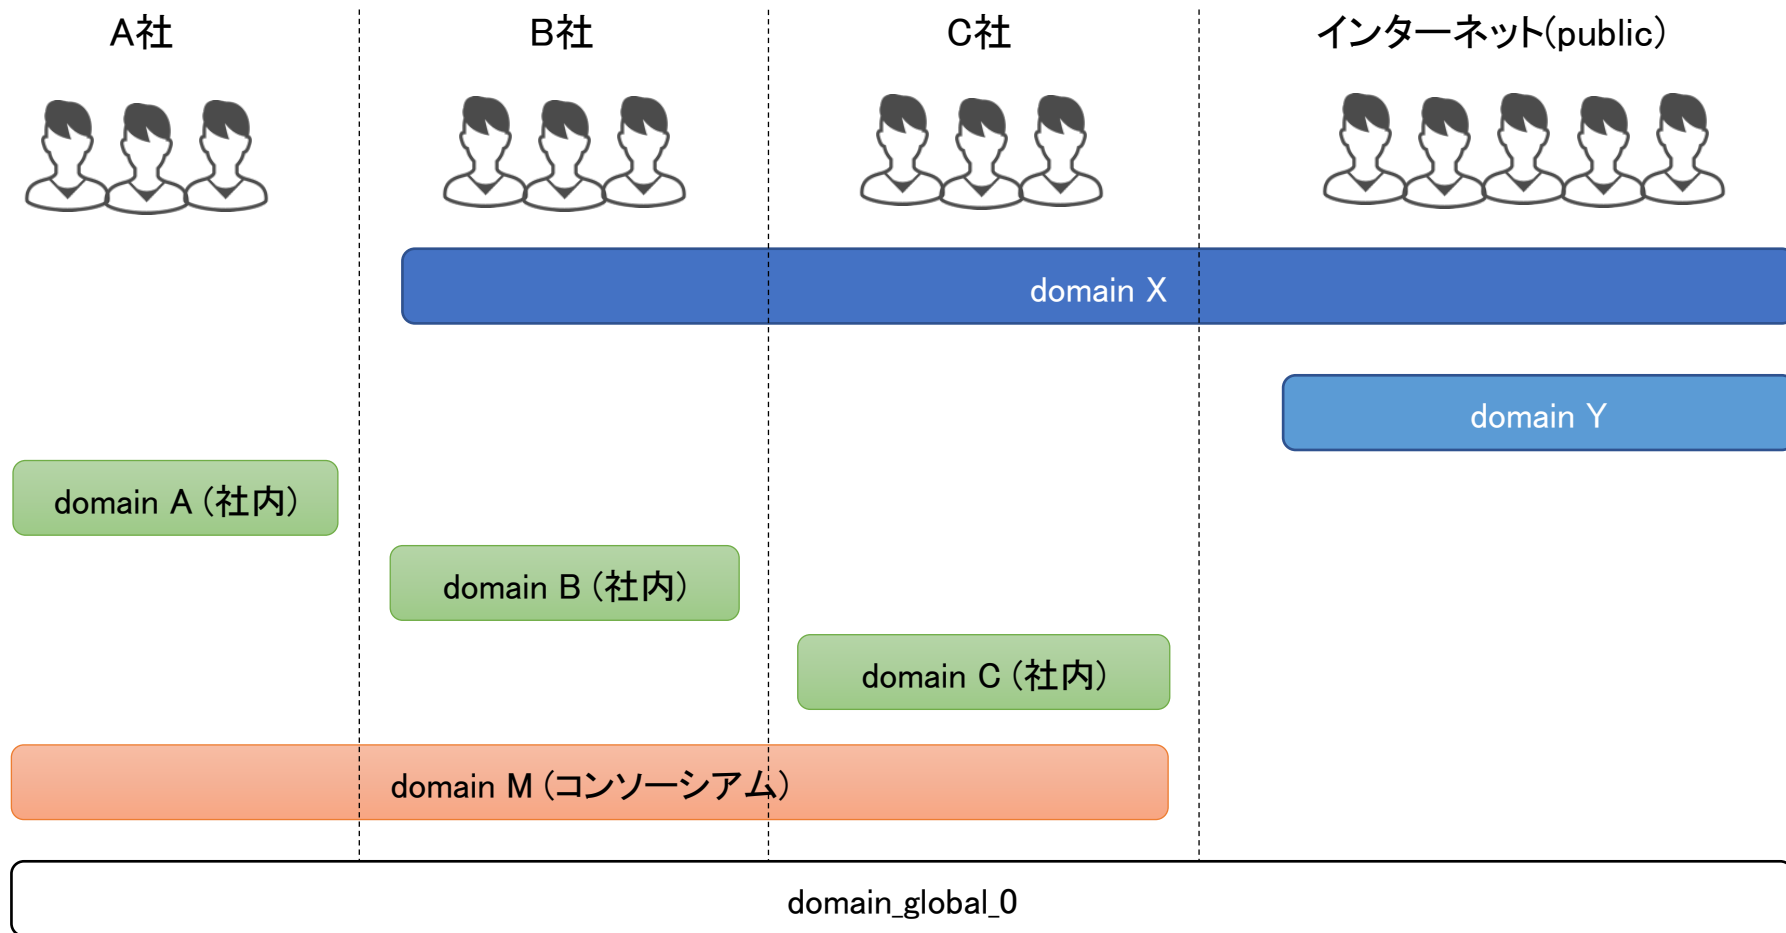 A社
B社
C社
インターネット(public)
domain X
domain Y
domain A (社内)
domain B (社内)
domain C (社内)
domain M (コンソーシアム)
domain_global_0